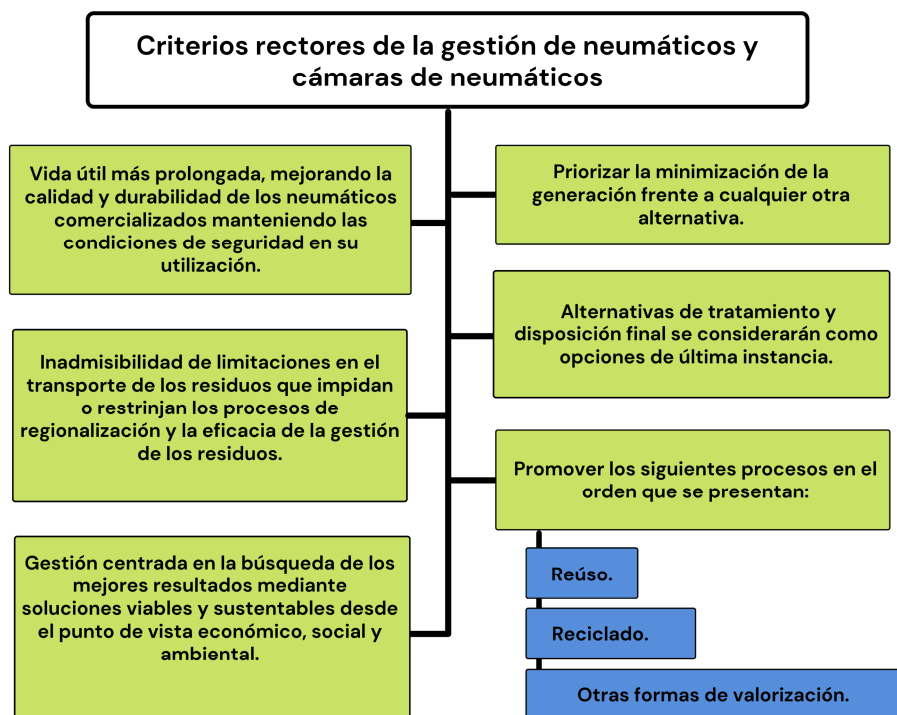 Criterios rectores de la gestión de neumáticos y
cámaras de neumáticos
Vida útil más prolongada, mejorando la
calidad y durabilidad de los neumáticos
comercializados manteniendo las
condiciones de seguridad en su
utilización.
Inadmisibilidad de limitaciones en el
transporte de los residuos que impidan
o restrinjan los procesos de
regionalización y la eficacia de la gestión
de los residuos.
Gestión centrada en la búsqueda de los
mejores resultados mediante
soluciones viables y sustentables desde
el punto de vista económico, social y
ambiental.
Priorizar la minimización de la
generación frente a cualquier otra
alternativa.
Alternativas de tratamiento y
disposición final se considerarán como
opciones de última instancia.
Promover los siguientes procesos en el
orden que se presentan:
Reúso.
Reciclado.
Otras formas de valorización.